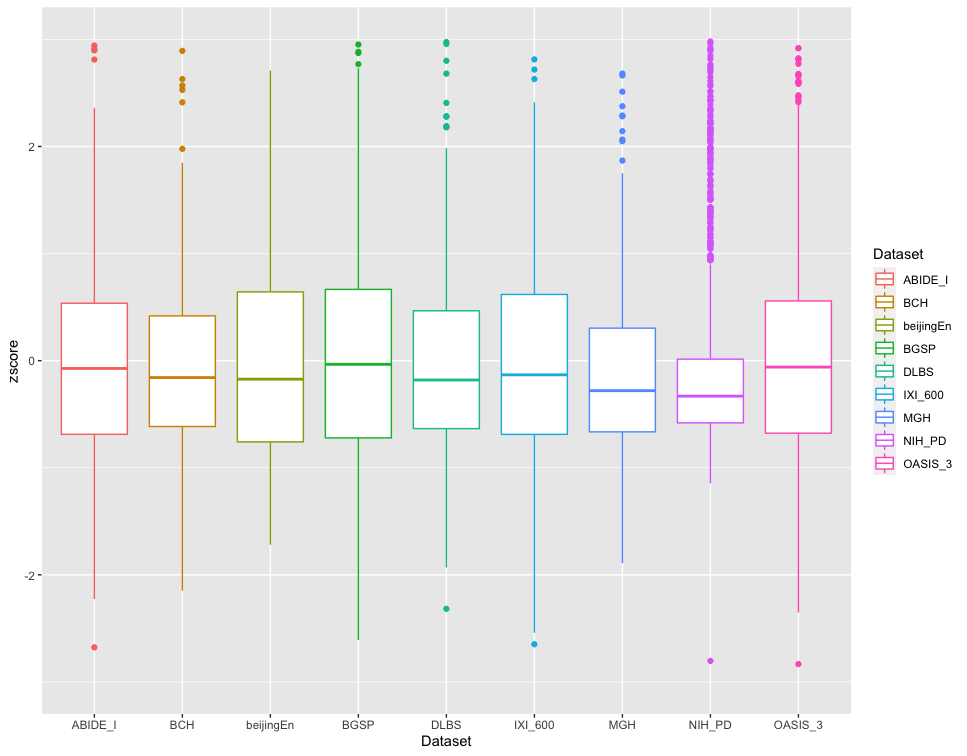 zscore
2
0
-2
ABIDE_I
BCH
beijingEn
BGSP
DLBS
IXI_600
MGH
NIH_PD
OASIS_3
Dataset
Dataset
ABIDE_I
BCH
beijingEn
BGSP
DLBS
IXI_600
MGH
NIH_PD
OASIS_3